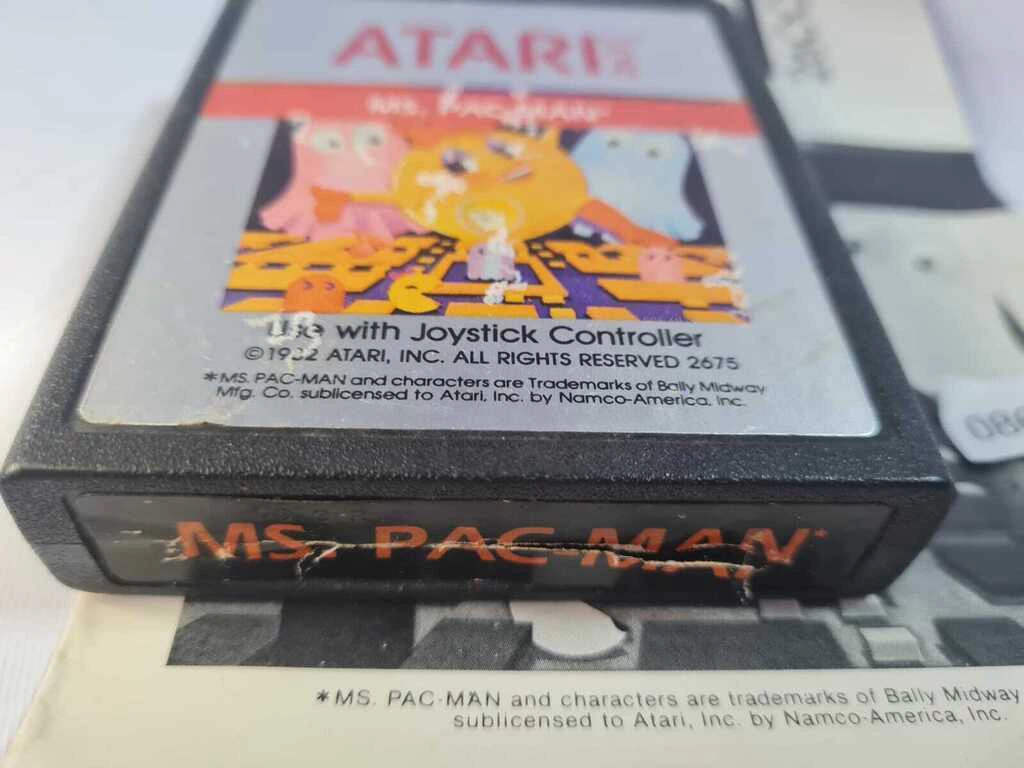 ATARI
MS. PAC-MAN*
Use with Joystick Controller
©1982 ATARI, INC. ALL RIGHTS RESERVED 2675
*MS. PAC-MAN and characters are Trademarks of Bally Midway
Mfg. Co. sublicensed to Atari, Inc. by Namco-America, Inc.
MS. PAC-MAN*
*MS. PAC-MAN and characters are trademarks of Bally Midway
sublicensed to Atari, Inc. by Namco-America, Inc.